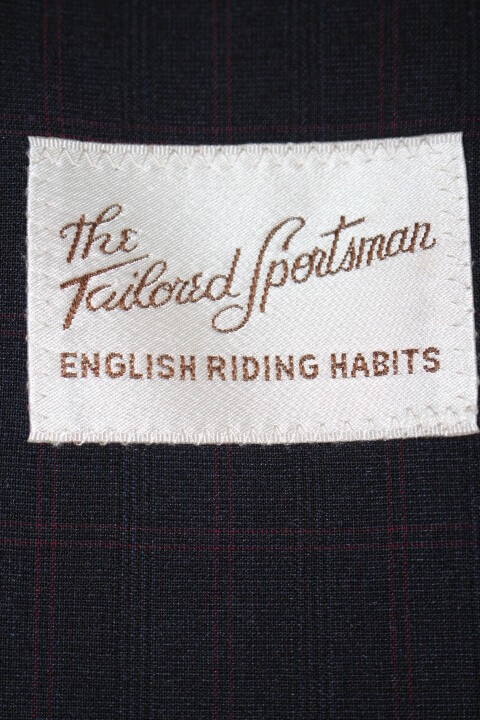 The
Tailored Sportsman
ENGLISH RIDING HABITS